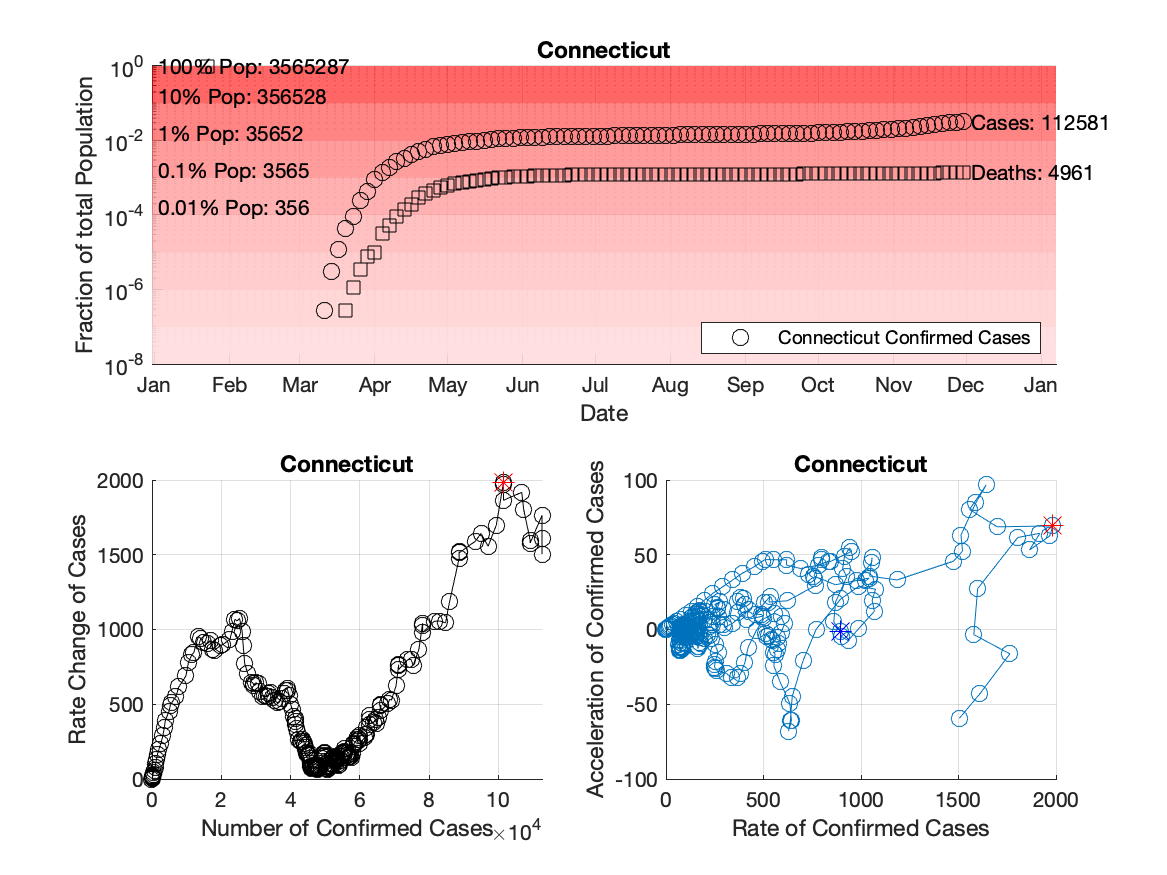 Connecticut
10^0
10^-2
10^-4
10^-6
10^-8
Fraction of total Population
100% Pop: 3565287
10% Pop: 356528
1% Pop: 35652
0.1% Pop: 3565
0.01% Pop: 356
Cases: 112581
Deaths: 4961
Connecticut Confirmed Cases
Jan Feb Mar Apr May Jun Jul Aug Sep Oct Nov Dec Jan
Date
Connecticut
2000
1500
1000
500
0
Rate Change of Cases
0 2 4 6 8 10
Number of Confirmed Cases ×10^4
Connecticut
100
50
0
-50
-100
Acceleration of Confirmed Cases
0 500 1000 1500 2000
Rate of Confirmed Cases